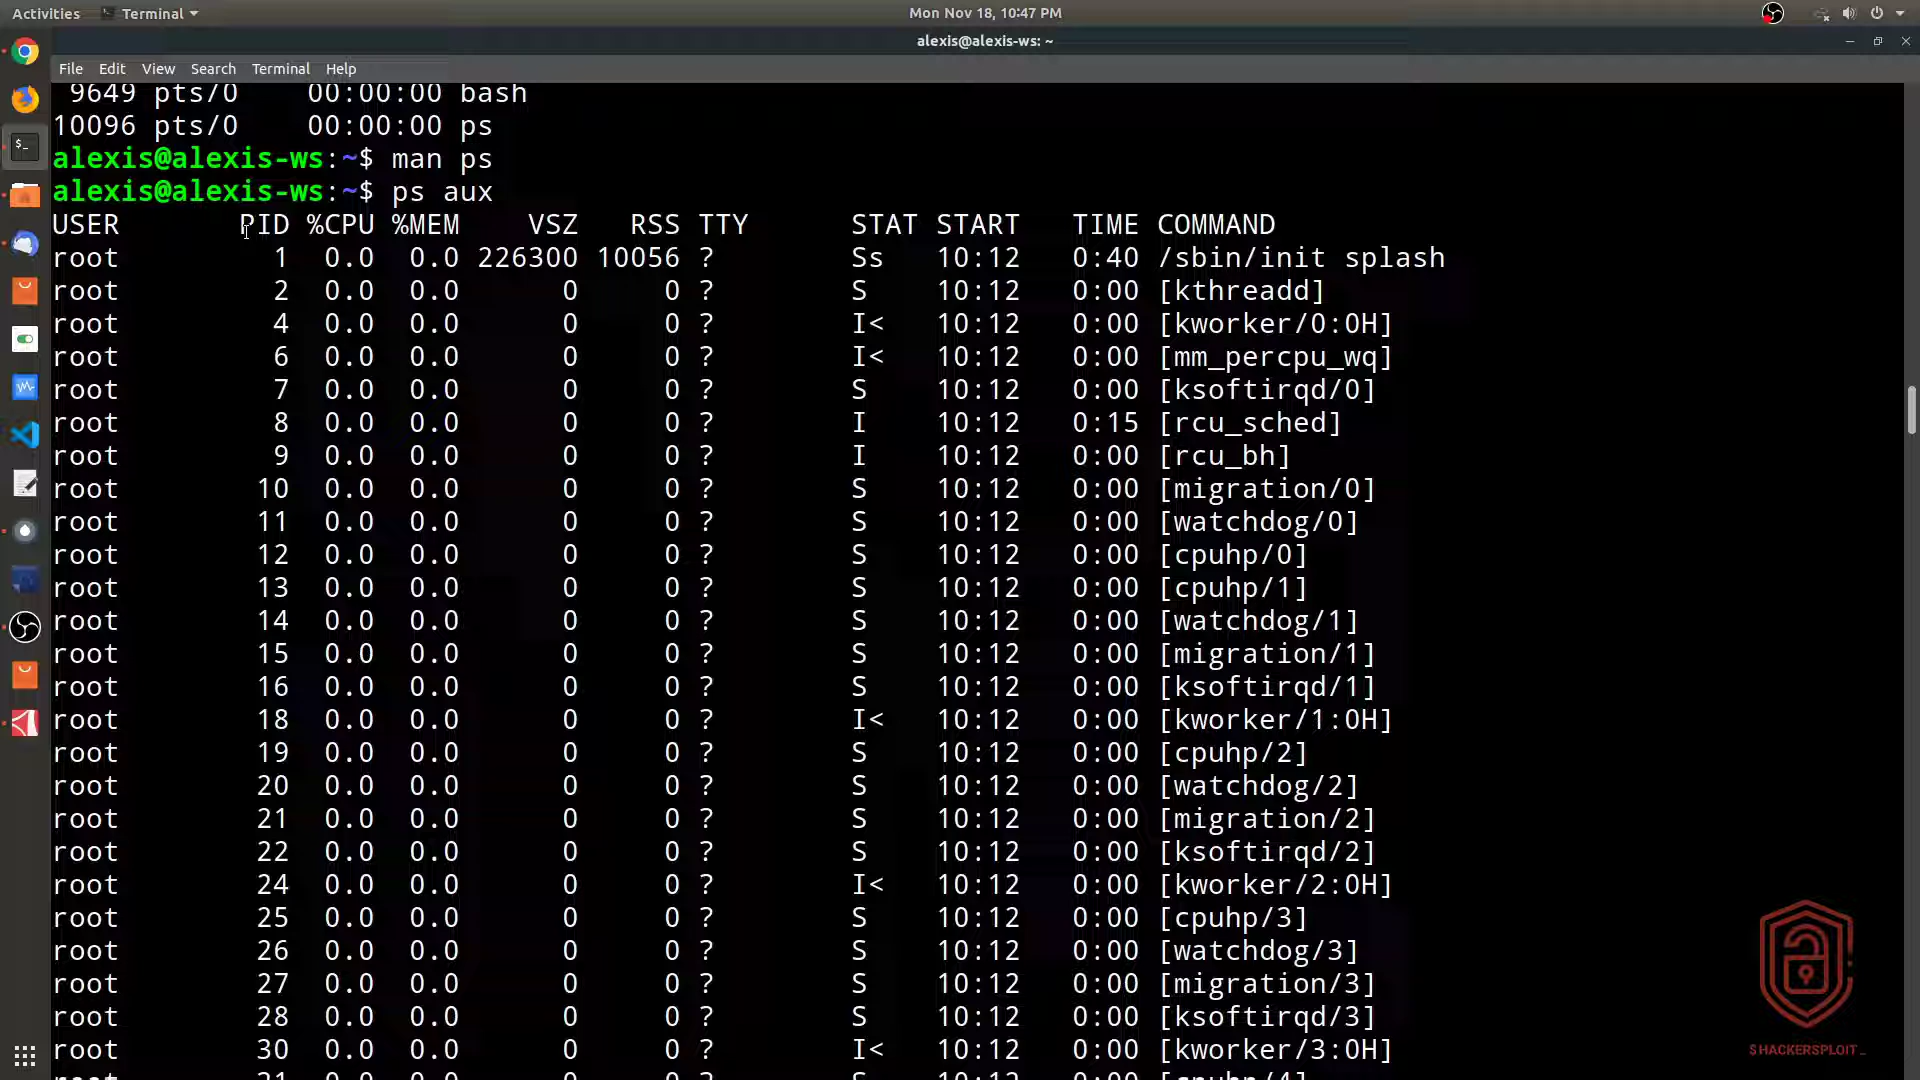 Activities Terminal Mon Nov 18, 10:47 PM
alexis@alexis-ws: ~
File Edit View Search Terminal Help
9649 pts/0 00:00:00 bash
10096 pts/0 00:00:00 ps
alexis@alexis-ws:~$ man ps
alexis@alexis-ws:~$ ps aux
USER PID %CPU %MEM VSZ RSS TTY STAT START TIME COMMAND
root 1 0.0 0.0 226300 10056 ? Ss 10:12 0:40 /sbin/init splash
root 2 0.0 0.0 0 0 ? S 10:12 0:00 [kthreadd]
root 4 0.0 0.0 0 0 ? I< 10:12 0:00 [kworker/0:0H]
root 6 0.0 0.0 0 0 ? I< 10:12 0:00 [mm_percpu_wq]
root 7 0.0 0.0 0 0 ? S 10:12 0:00 [ksoftirqd/0]
root 8 0.0 0.0 0 0 ? I 10:12 0:15 [rcu_sched]
root 9 0.0 0.0 0 0 ? I 10:12 0:00 [rcu_bh]
root 10 0.0 0.0 0 0 ? S 10:12 0:00 [migration/0]
root 11 0.0 0.0 0 0 ? S 10:12 0:00 [watchdog/0]
root 12 0.0 0.0 0 0 ? S 10:12 0:00 [cpuhp/0]
root 13 0.0 0.0 0 0 ? S 10:12 0:00 [cpuhp/1]
root 14 0.0 0.0 0 0 ? S 10:12 0:00 [watchdog/1]
root 15 0.0 0.0 0 0 ? S 10:12 0:00 [migration/1]
root 16 0.0 0.0 0 0 ? S 10:12 0:00 [ksoftirqd/1]
root 18 0.0 0.0 0 0 ? I< 10:12 0:00 [kworker/1:0H]
root 19 0.0 0.0 0 0 ? S 10:12 0:00 [cpuhp/2]
root 20 0.0 0.0 0 0 ? S 10:12 0:00 [watchdog/2]
root 21 0.0 0.0 0 0 ? S 10:12 0:00 [migration/2]
root 22 0.0 0.0 0 0 ? S 10:12 0:00 [ksoftirqd/2]
root 24 0.0 0.0 0 0 ? I< 10:12 0:00 [kworker/2:0H]
root 25 0.0 0.0 0 0 ? S 10:12 0:00 [cpuhp/3]
root 26 0.0 0.0 0 0 ? S 10:12 0:00 [watchdog/3]
root 27 0.0 0.0 0 0 ? S 10:12 0:00 [migration/3]
root 28 0.0 0.0 0 0 ? S 10:12 0:00 [ksoftirqd/3]
root 30 0.0 0.0 0 0 ? I< 10:12 0:00 [kworker/3:0H]
$HACKERSPLOIT_